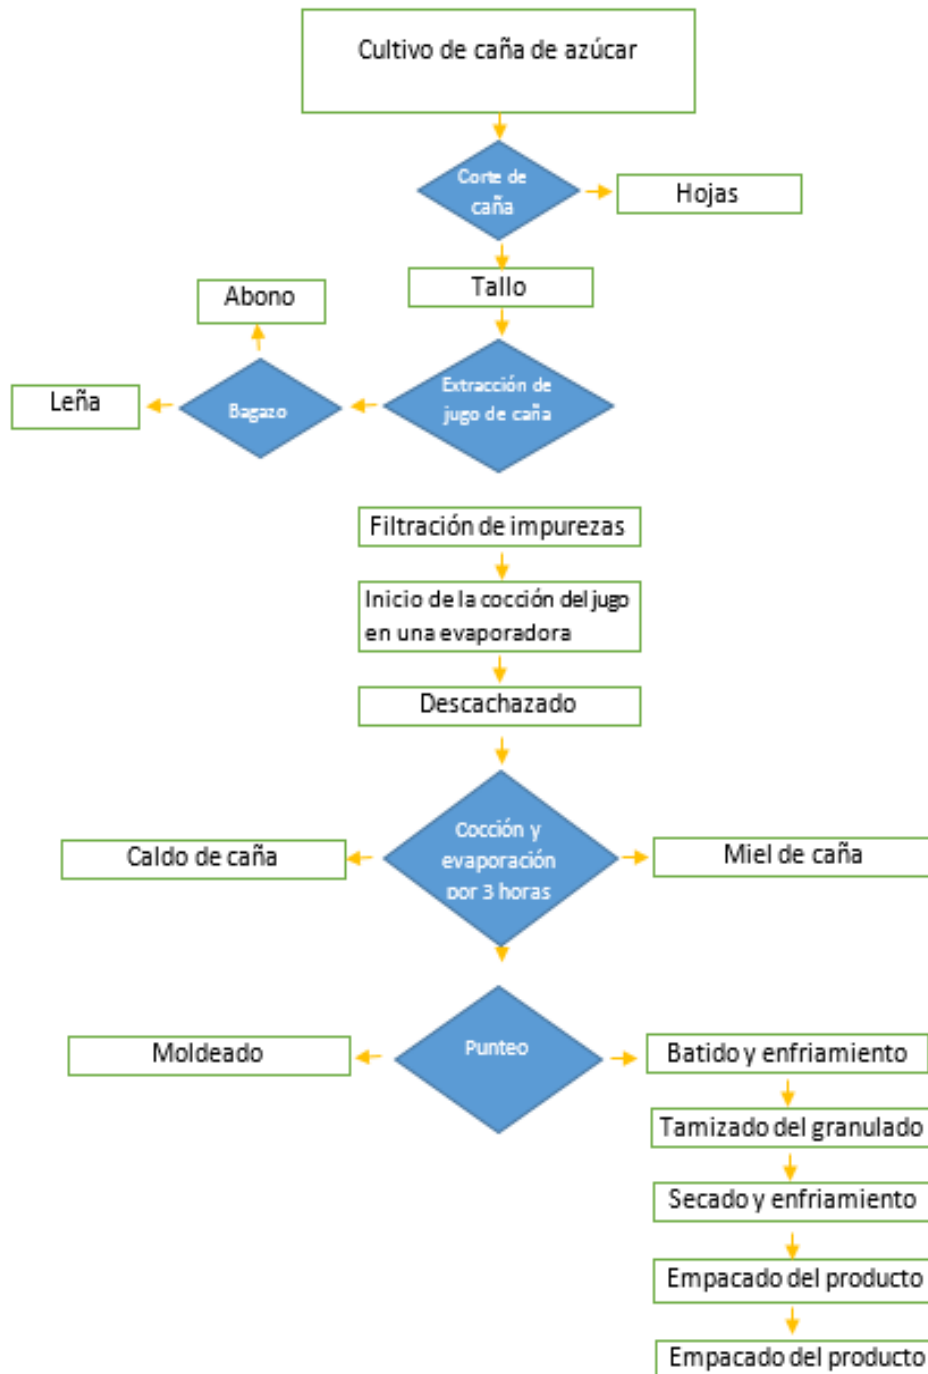 Cultivo de caña de azúcar
Corte de
caña
Hojas
Tallo
Abono
Extracción de
jugo de caña
Bagazo
Leña
Filtración de impurezas
Inicio de la cocción del jugo
en una evaporadora
Descachazado
Cocción y
evaporación
por 3 horas
Caldo de caña
Miel de caña
Punteo
Moldeado
Batido y enfriamiento
Tamizado del granulado
Secado y enfriamiento
Empacado del producto
Empacado del producto